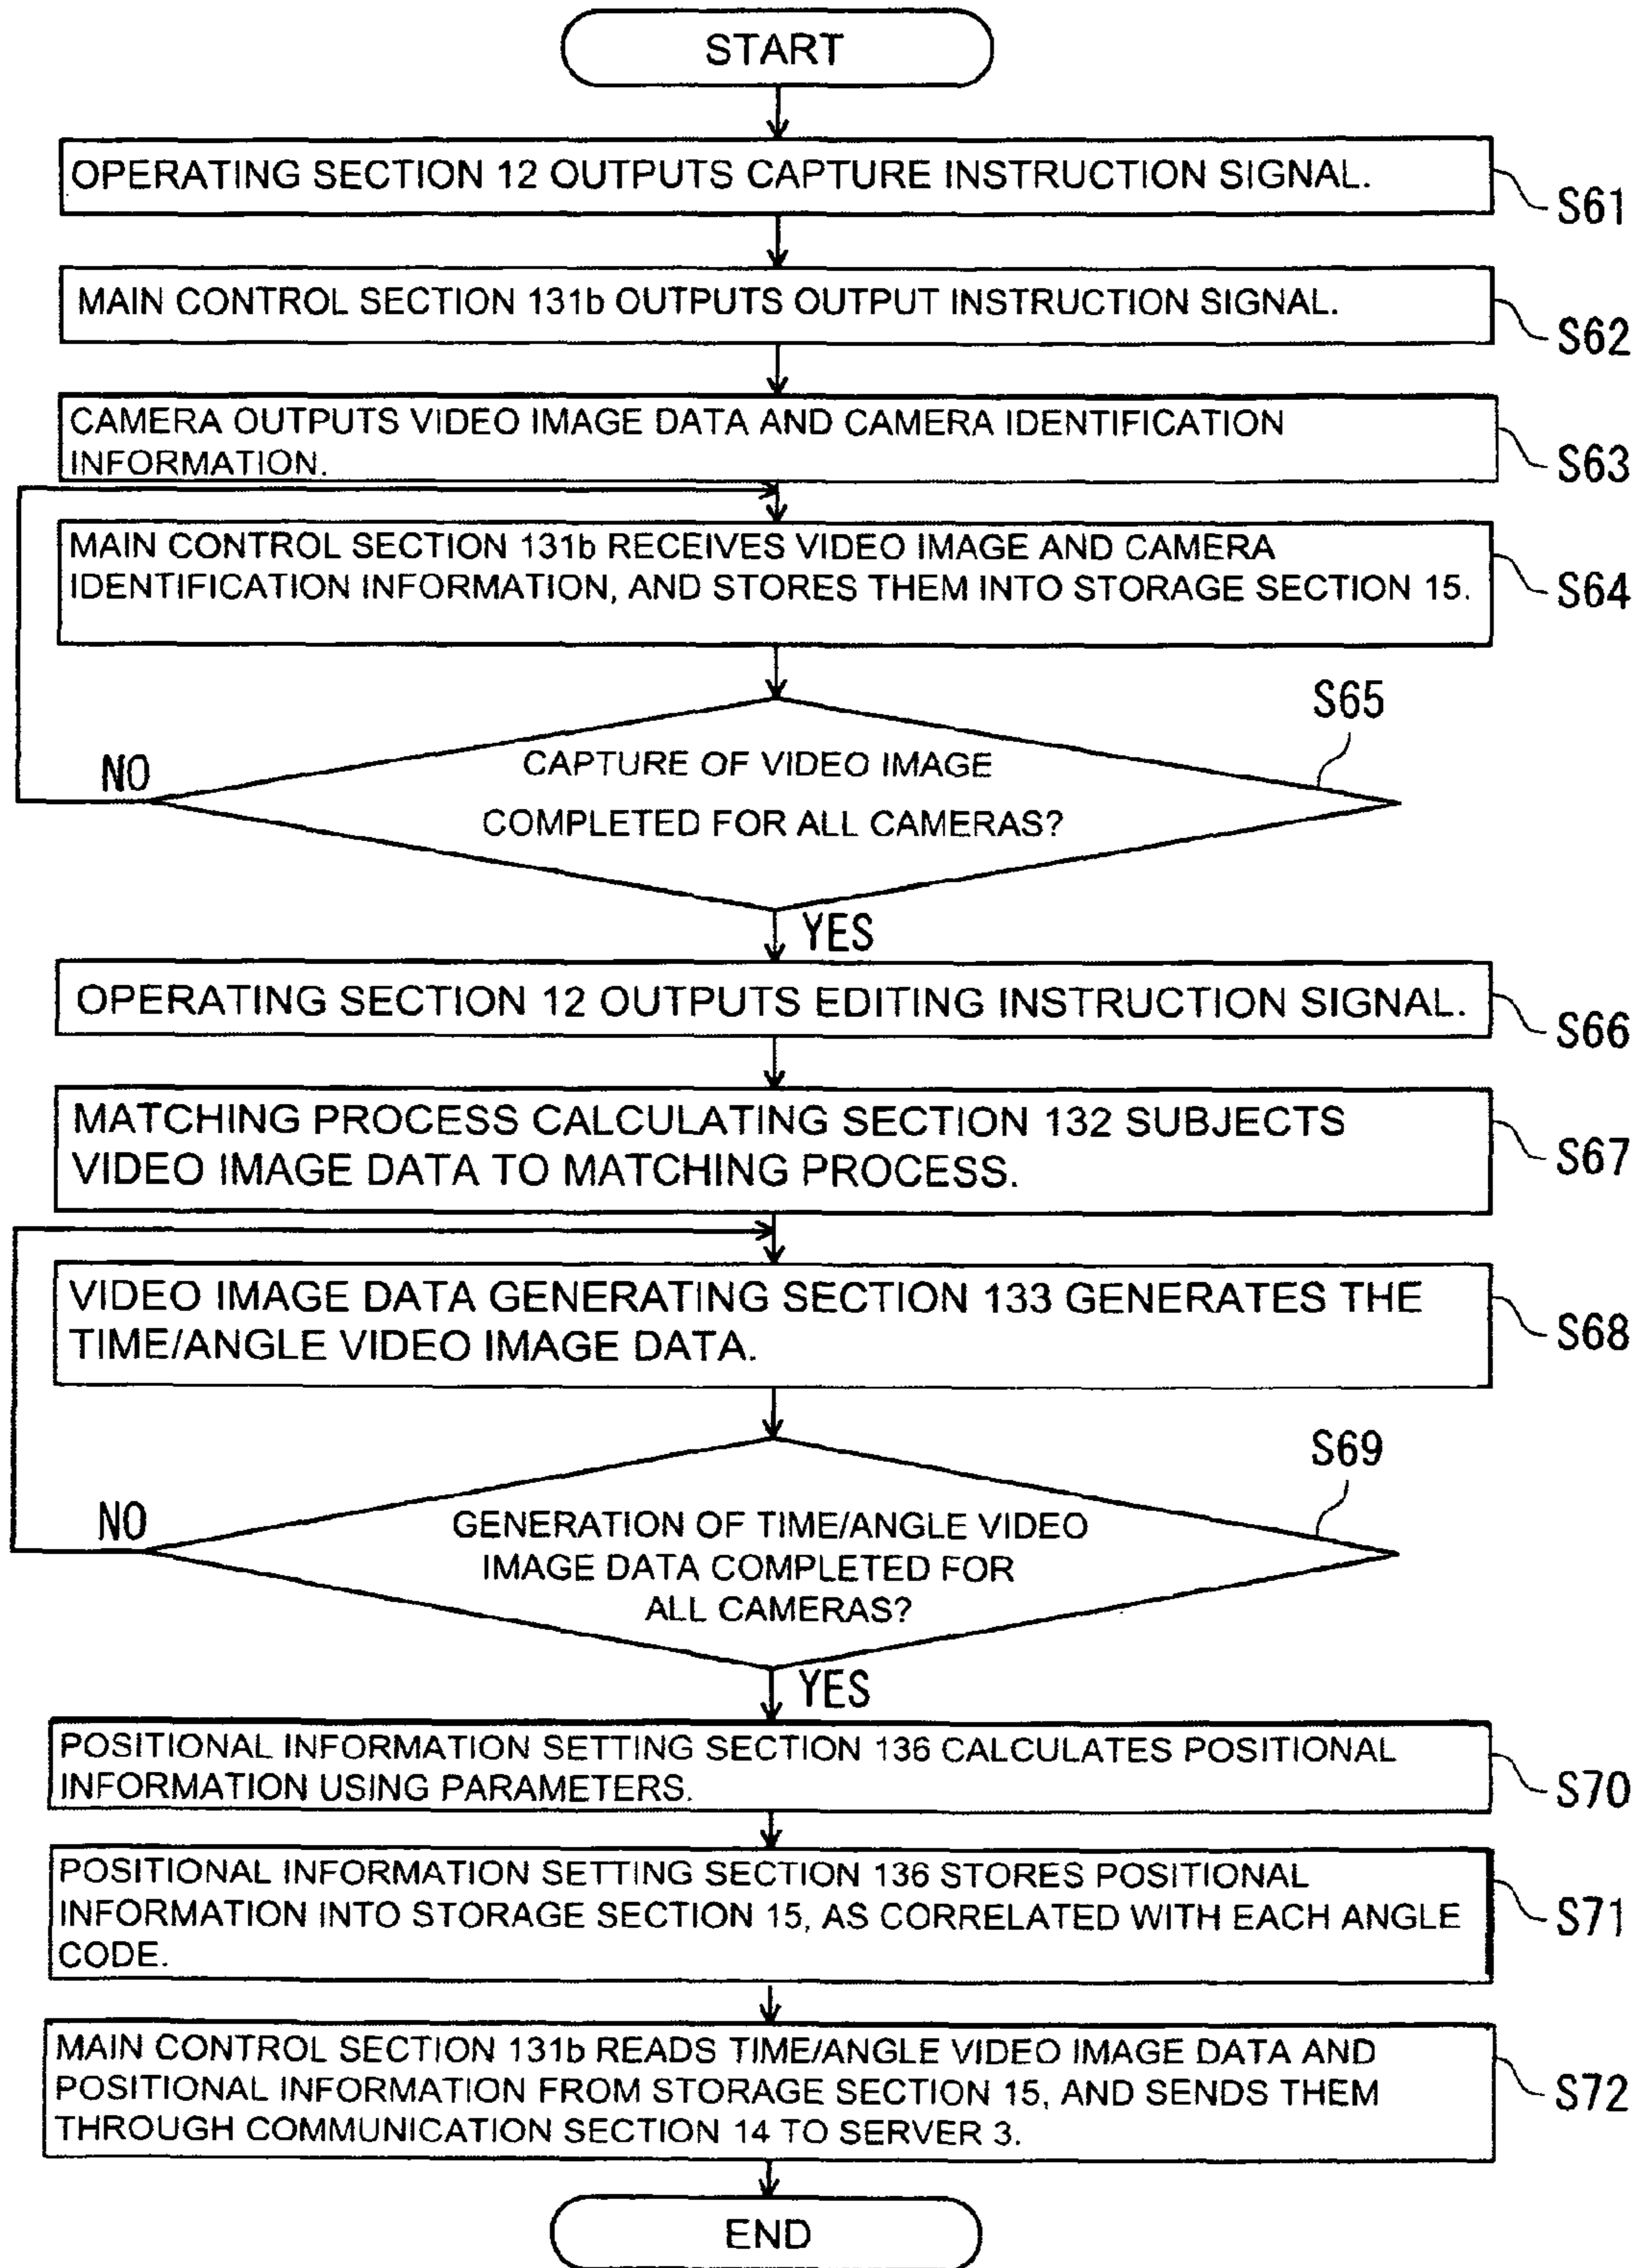 START
OPERATING SECTION 12 OUTPUTS CAPTURE INSTRUCTION SIGNAL.
S61
MAIN CONTROL SECTION 131b OUTPUTS OUTPUT INSTRUCTION SIGNAL.
S62
CAMERA OUTPUTS VIDEO IMAGE DATA AND CAMERA IDENTIFICATION
INFORMATION.
S63
MAIN CONTROL SECTION 131b RECEIVES VIDEO IMAGE AND CAMERA
IDENTIFICATION INFORMATION, AND STORES THEM INTO STORAGE SECTION 15.
S64
S65
CAPTURE OF VIDEO IMAGE
COMPLETED FOR ALL CAMERAS?
NO
YES
OPERATING SECTION 12 OUTPUTS EDITING INSTRUCTION SIGNAL.
S66
MATCHING PROCESS CALCULATING SECTION 132 SUBJECTS
VIDEO IMAGE DATA TO MATCHING PROCESS.
S67
VIDEO IMAGE DATA GENERATING SECTION 133 GENERATES THE
TIME/ANGLE VIDEO IMAGE DATA.
S68
S69
GENERATION OF TIME/ANGLE VIDEO
IMAGE DATA COMPLETED FOR
ALL CAMERAS?
NO
YES
POSITIONAL INFORMATION SETTING SECTION 136 CALCULATES POSITIONAL
INFORMATION USING PARAMETERS.
S70
POSITIONAL INFORMATION SETTING SECTION 136 STORES POSITIONAL
INFORMATION INTO STORAGE SECTION 15, AS CORRELATED WITH EACH ANGLE
CODE.
S71
MAIN CONTROL SECTION 131b READS TIME/ANGLE VIDEO IMAGE DATA AND
POSITIONAL INFORMATION FROM STORAGE SECTION 15, AND SENDS THEM
THROUGH COMMUNICATION SECTION 14 TO SERVER 3.
S72
END